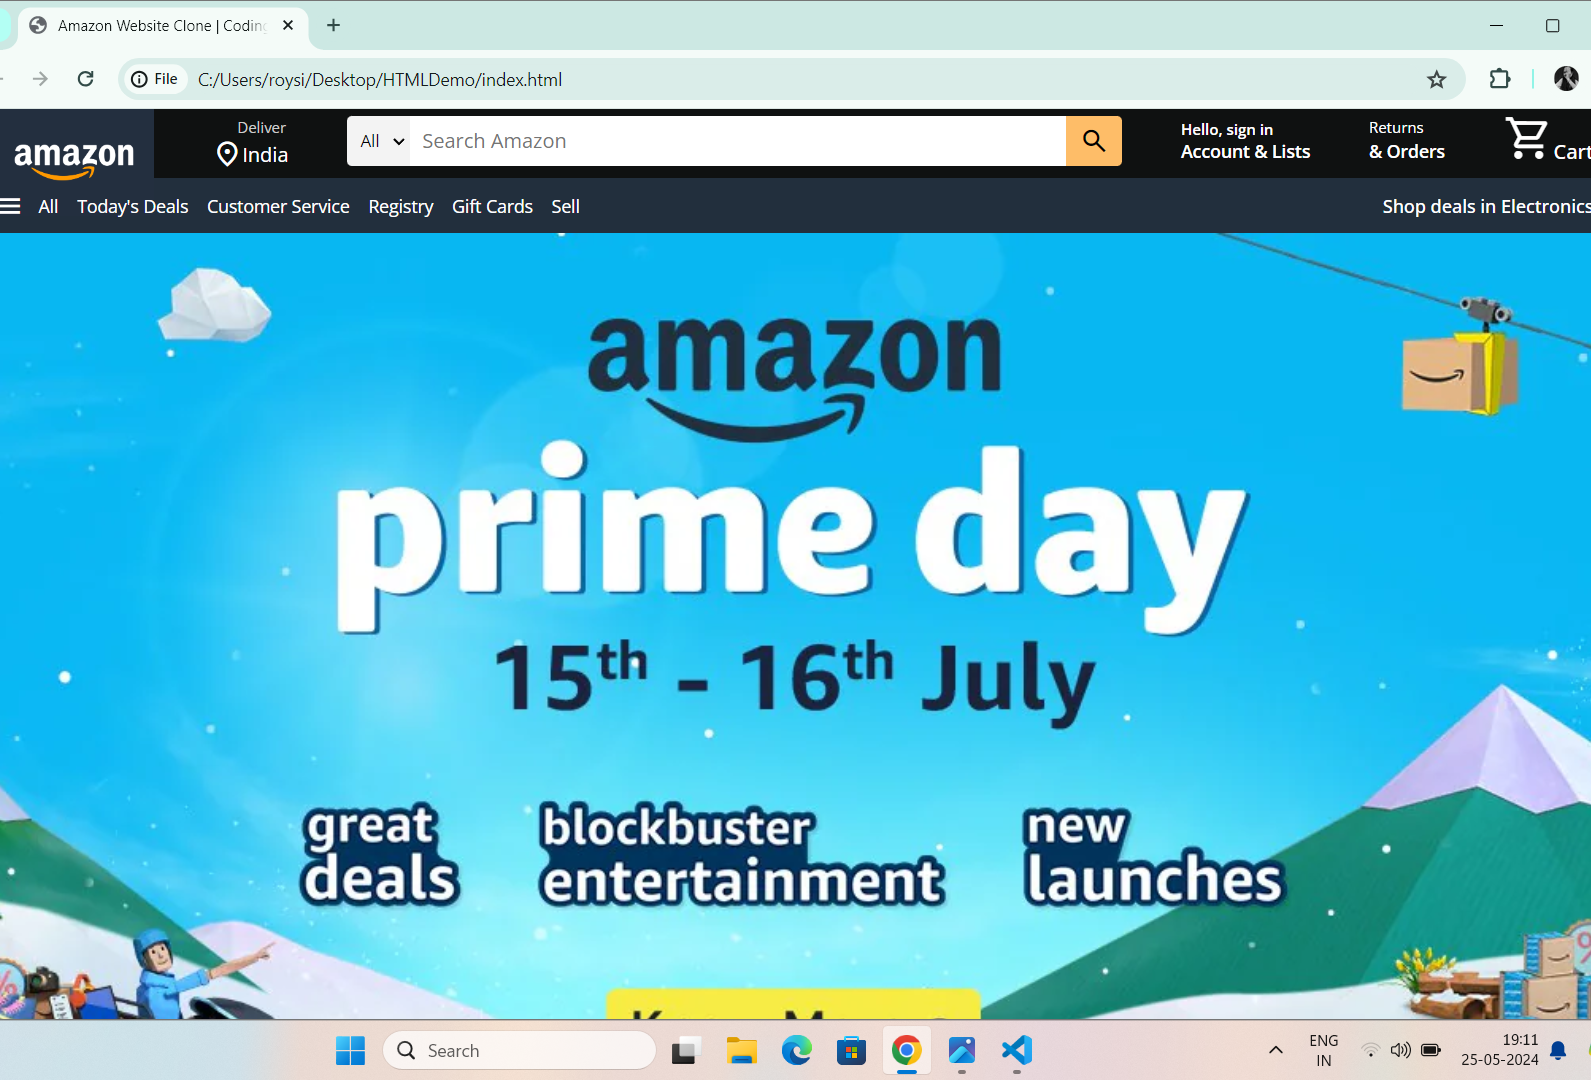 Amazon Website Clone | Coding
File C:/Users/roysi/Desktop/HTMLDemo/index.html
amazon
Deliver
India
All Search Amazon
Hello, sign in
Account & Lists
Returns
& Orders
Cart
All Today's Deals Customer Service Registry Gift Cards Sell Shop deals in Electronics
amazon
prime day
15th - 16th July
great
deals
blockbuster
entertainment
new
launches
Search
ENG
IN
19:11
25-05-2024